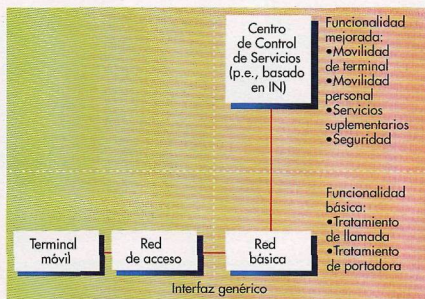 Centro
de Control
de Servicios
(p.e., basado
en IN)
Funcionalidad
mejorada:
•Movilidad
de terminal
•Movilidad
personal
•Servicios
suplementarios
•Seguridad
Funcionalidad
básica:
•Tratamiento
de llamada
•Tratamiento
de portadora
Terminal
móvil
Red
de acceso
Red
básica
Interfaz genérico